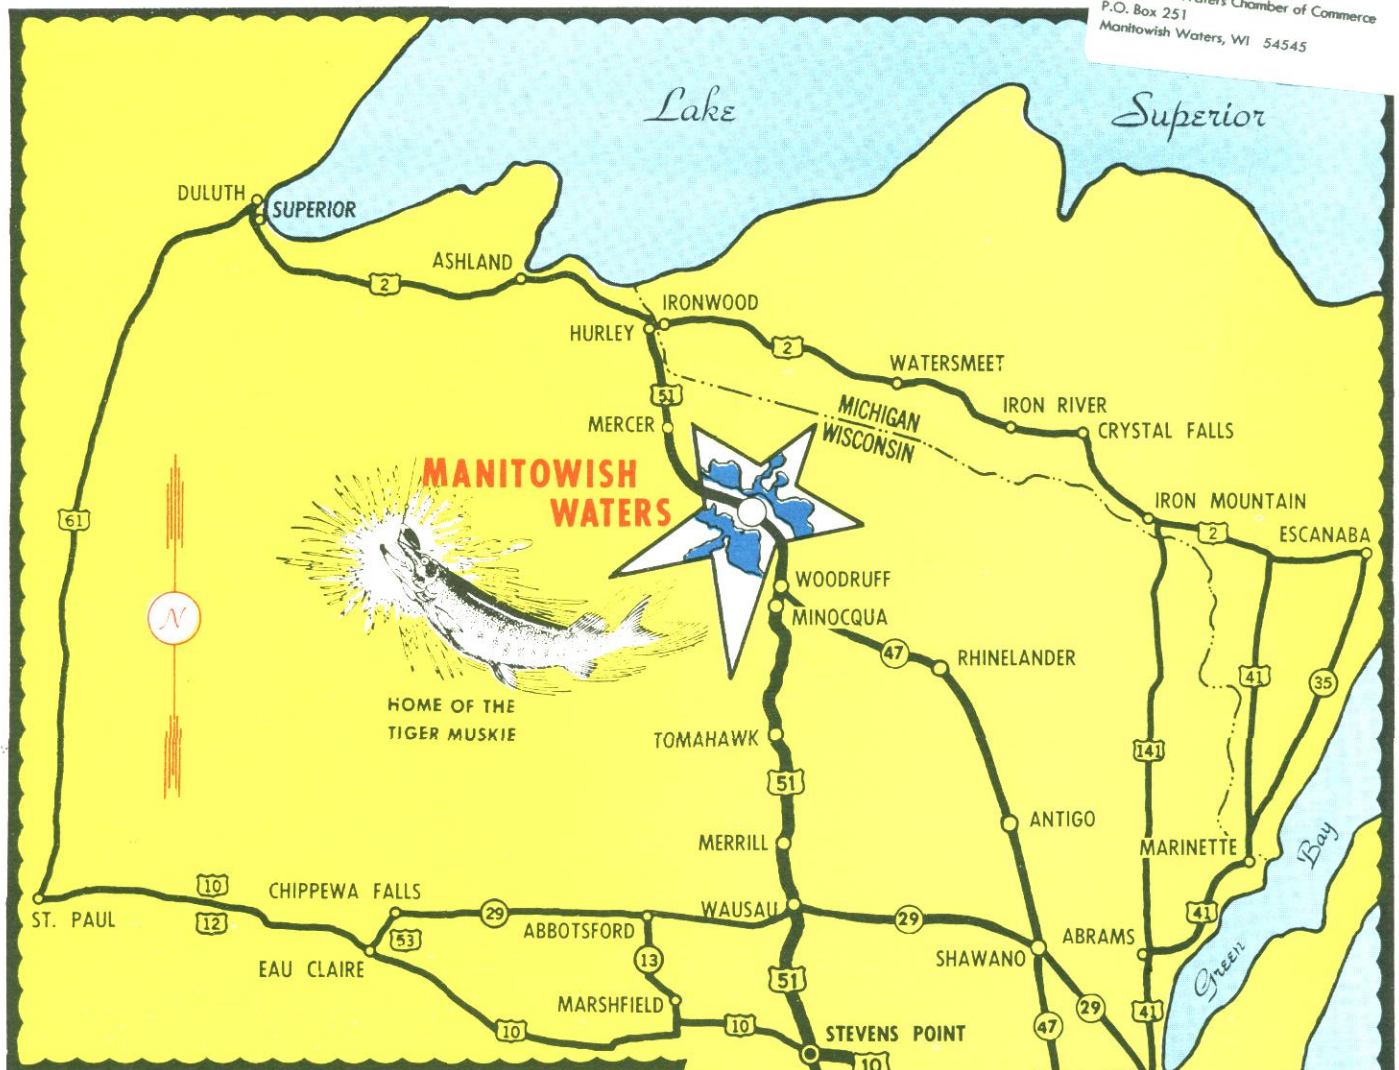 Chamber of Commerce
P.O. Box 251
Manitowish Waters, WI 54545
Lake Superior
DULUTH
SUPERIOR
ASHLAND
2
IRONWOOD
HURLEY
2
WATERSMEET
51
MICHIGAN
WISCONSIN
IRON RIVER
CRYSTAL FALLS
MERCER
MANITOWISH
WATERS
IRON MOUNTAIN
2
ESCANABA
61
WOODRUFF
MINOCQUA
N
47
RHINELANDER
41
35
HOME OF THE
TIGER MUSKIE
TOMAHAWK
141
51
ANTIGO
MERRILL
MARINETTE
Green Bay
10
12
CHIPPEWA FALLS
ST. PAUL
29
53
ABBOTSFORD
WAUSAU
29
41
ABRAMS
EAU CLAIRE
13
SHAWANO
51
MARSHFIELD
10
10
STEVENS POINT
10
47
29
41